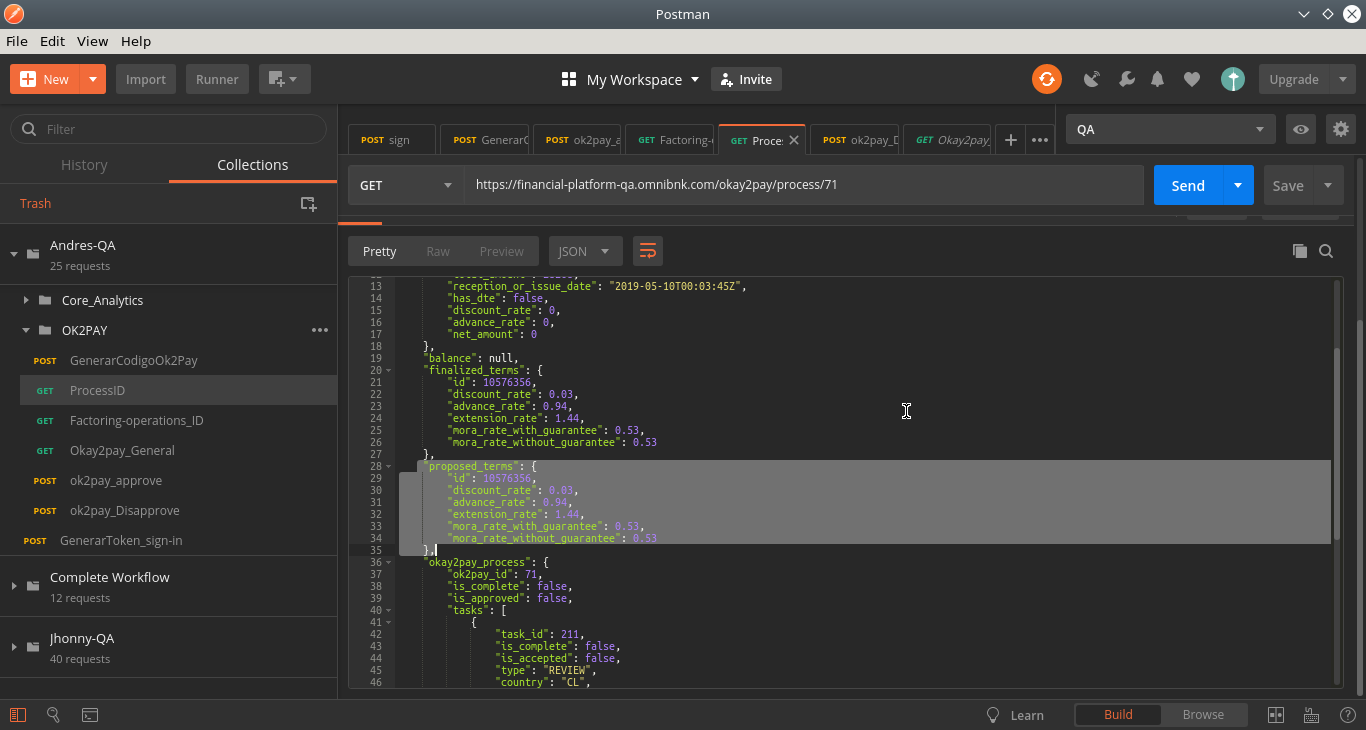 Postman
File Edit View Help
New Import Runner My Workspace Invite Upgrade
Filter
History Collections
Trash
Andres-QA
25 requests
Core_Analytics
OK2PAY
POST GenerarCodigoOk2Pay
GET ProcessID
GET Factoring-operations_ID
GET Okay2pay_General
POST ok2pay_approve
POST ok2pay_Disapprove
POST GenerarToken_sign-in
Complete Workflow
12 requests
Jhonny-QA
40 requests
POST sign POST GenerarC POST ok2pay_a GET Factoring- GET Proces POST ok2pay_D GET Okay2pay_ QA
GET https://financial-platform-qa.omnibnk.com/okay2pay/process/71 Send Save
Pretty Raw Preview JSON
13 "reception_or_issue_date": "2019-05-10T00:03:45Z",
14 "has_dte": false,
15 "discount_rate": 0,
16 "advance_rate": 0,
17 "net_amount": 0
18 },
19 "balance": null,
20 "finalized_terms": {
21 "id": 10576356,
22 "discount_rate": 0.03,
23 "advance_rate": 0.94,
24 "extension_rate": 1.44,
25 "mora_rate_with_guarantee": 0.53,
26 "mora_rate_without_guarantee": 0.53
27 },
28 "proposed_terms": {
29 "id": 10576356,
30 "discount_rate": 0.03,
31 "advance_rate": 0.94,
32 "extension_rate": 1.44,
33 "mora_rate_with_guarantee": 0.53,
34 "mora_rate_without_guarantee": 0.53
35 },
36 "okay2pay_process": {
37 "ok2pay_id": 71,
38 "is_complete": false,
39 "is_approved": false,
40 "tasks": [
41 {
42 "task_id": 211,
43 "is_complete": false,
44 "is_accepted": false,
45 "type": "REVIEW",
46 "country": "CL",
Learn Build Browse